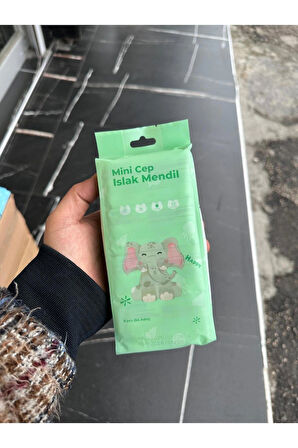 Mini Cep
Islak Mendil
HAPPY